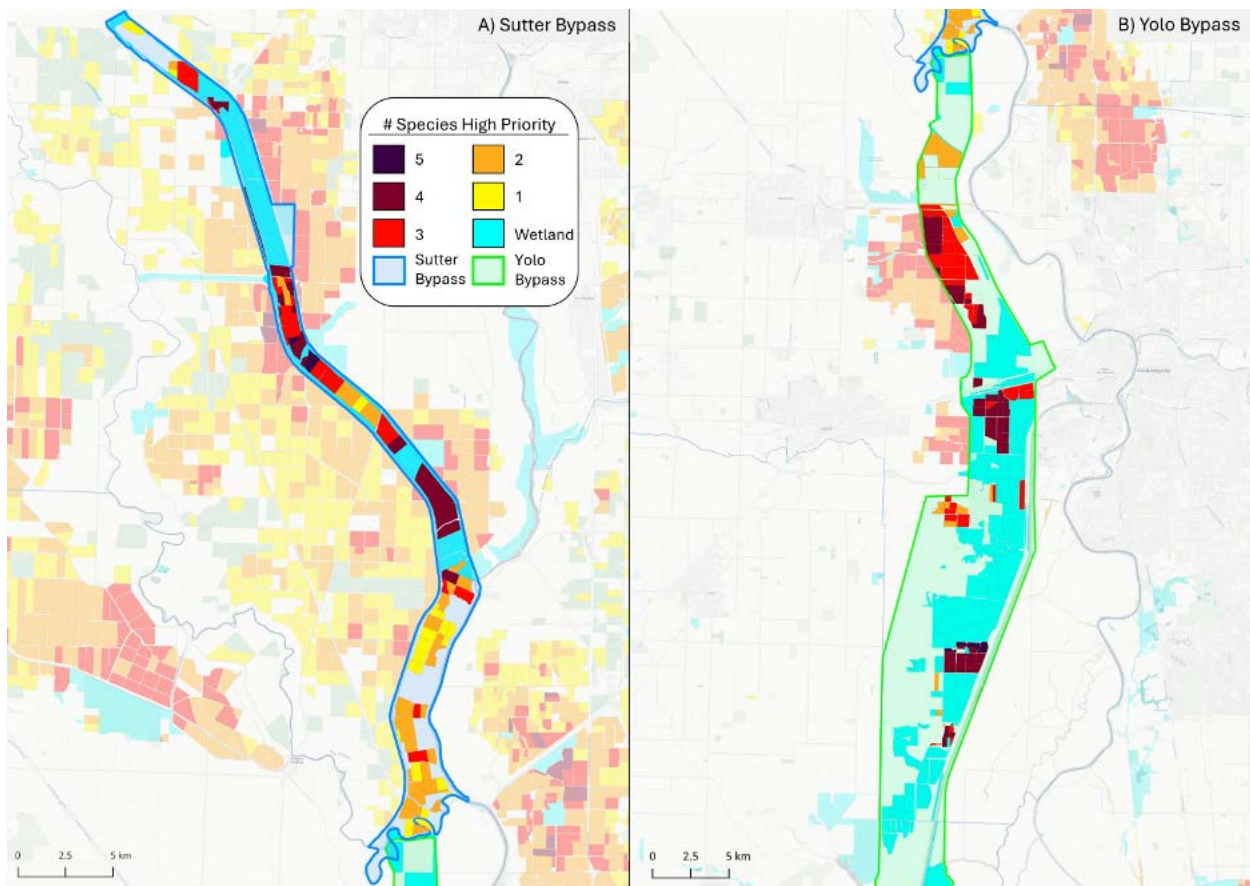 A) Sutter Bypass
B) Yolo Bypass
# Species High Priority
5
2
4
1
3
Wetland
Sutter
Bypass
Yolo
Bypass
0 2.5 5 km
0 2.5 5 km